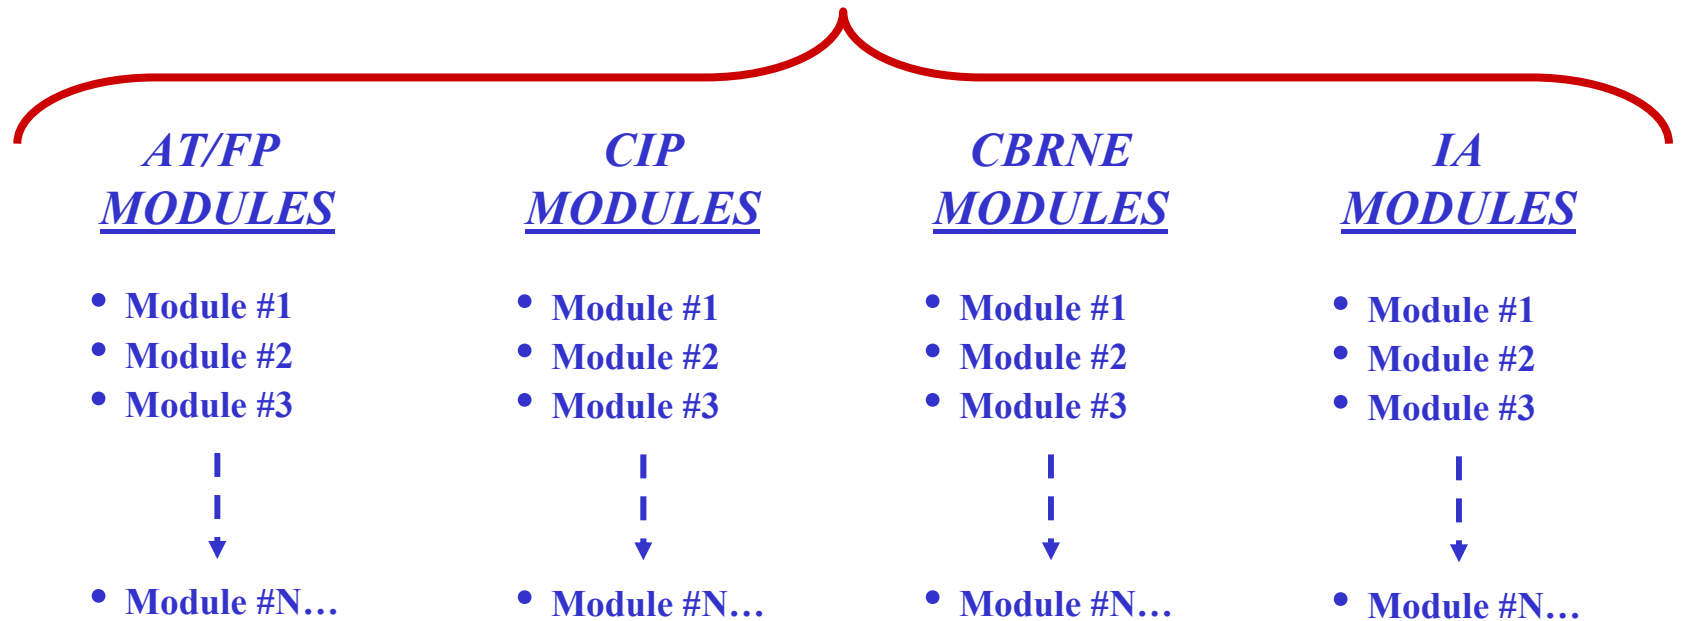 AT/FP
MODULES
• Module #1
• Module #2
• Module #3
• Module #N…
CIP
MODULES
• Module #1
• Module #2
• Module #3
• Module #N…
CBRNE
MODULES
• Module #1
• Module #2
• Module #3
• Module #N…
IA
MODULES
• Module #1
• Module #2
• Module #3
• Module #N…